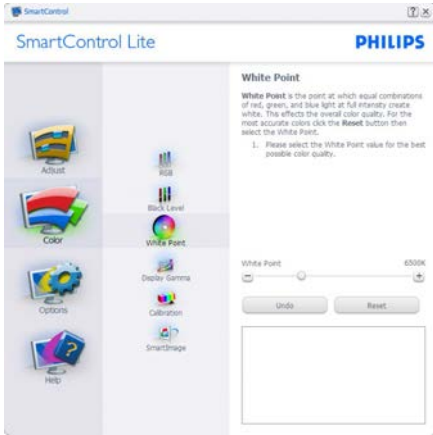 SmartControl
SmartControl Lite
PHILIPS
Adjust
Color
Options
Help
RGB
Black Level
White Point
Display Gamma
Calibration
SmartImage
White Point
White Point is the point at which equal combinations
of red, green, and blue light at full intensity create
white. This effects the overall color quality. For the
most accurate colors click the Reset button then
select the White Point.
1. Please select the White Point value for the best
possible color quality.
White Point 6500K
Undo Reset